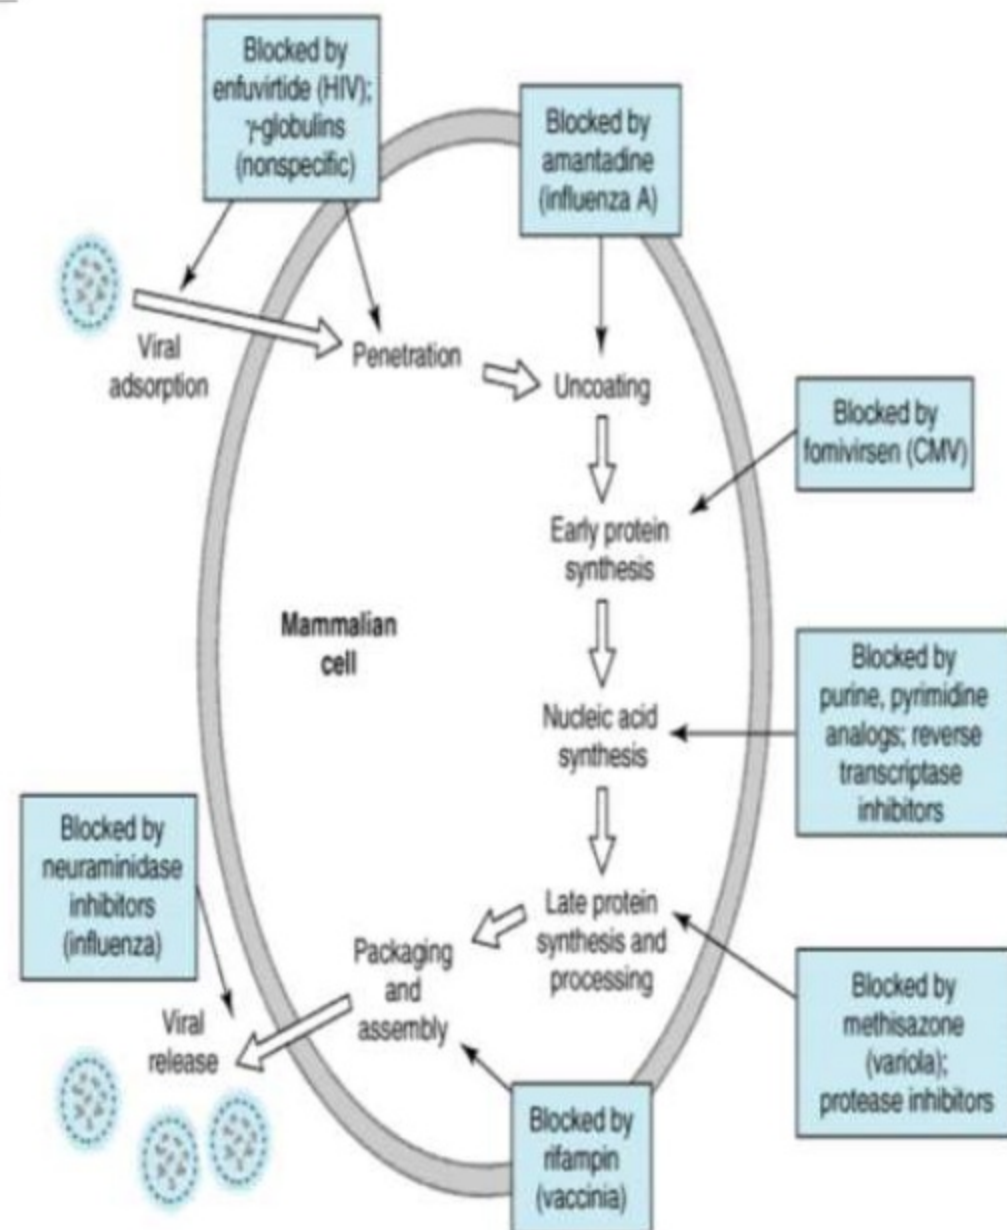 Blocked by
enfuvirtide (HIV);
γ-globulins
(nonspecific)
Blocked by
amantadine
(influenza A)
Viral
adsorption
Penetration
Uncoating
Blocked by
fomivirsen (CMV)
Early protein
synthesis
Mammalian
cell
Blocked by
purine, pyrimidine
analogs; reverse
transcriptase
inhibitors
Nucleic acid
synthesis
Blocked by
neuraminidase
inhibitors
(influenza)
Late protein
synthesis and
processing
Packaging
and
assembly
Blocked by
methisazone
(variola);
protease inhibitors
Viral
release
Blocked by
rifampin
(vaccinia)